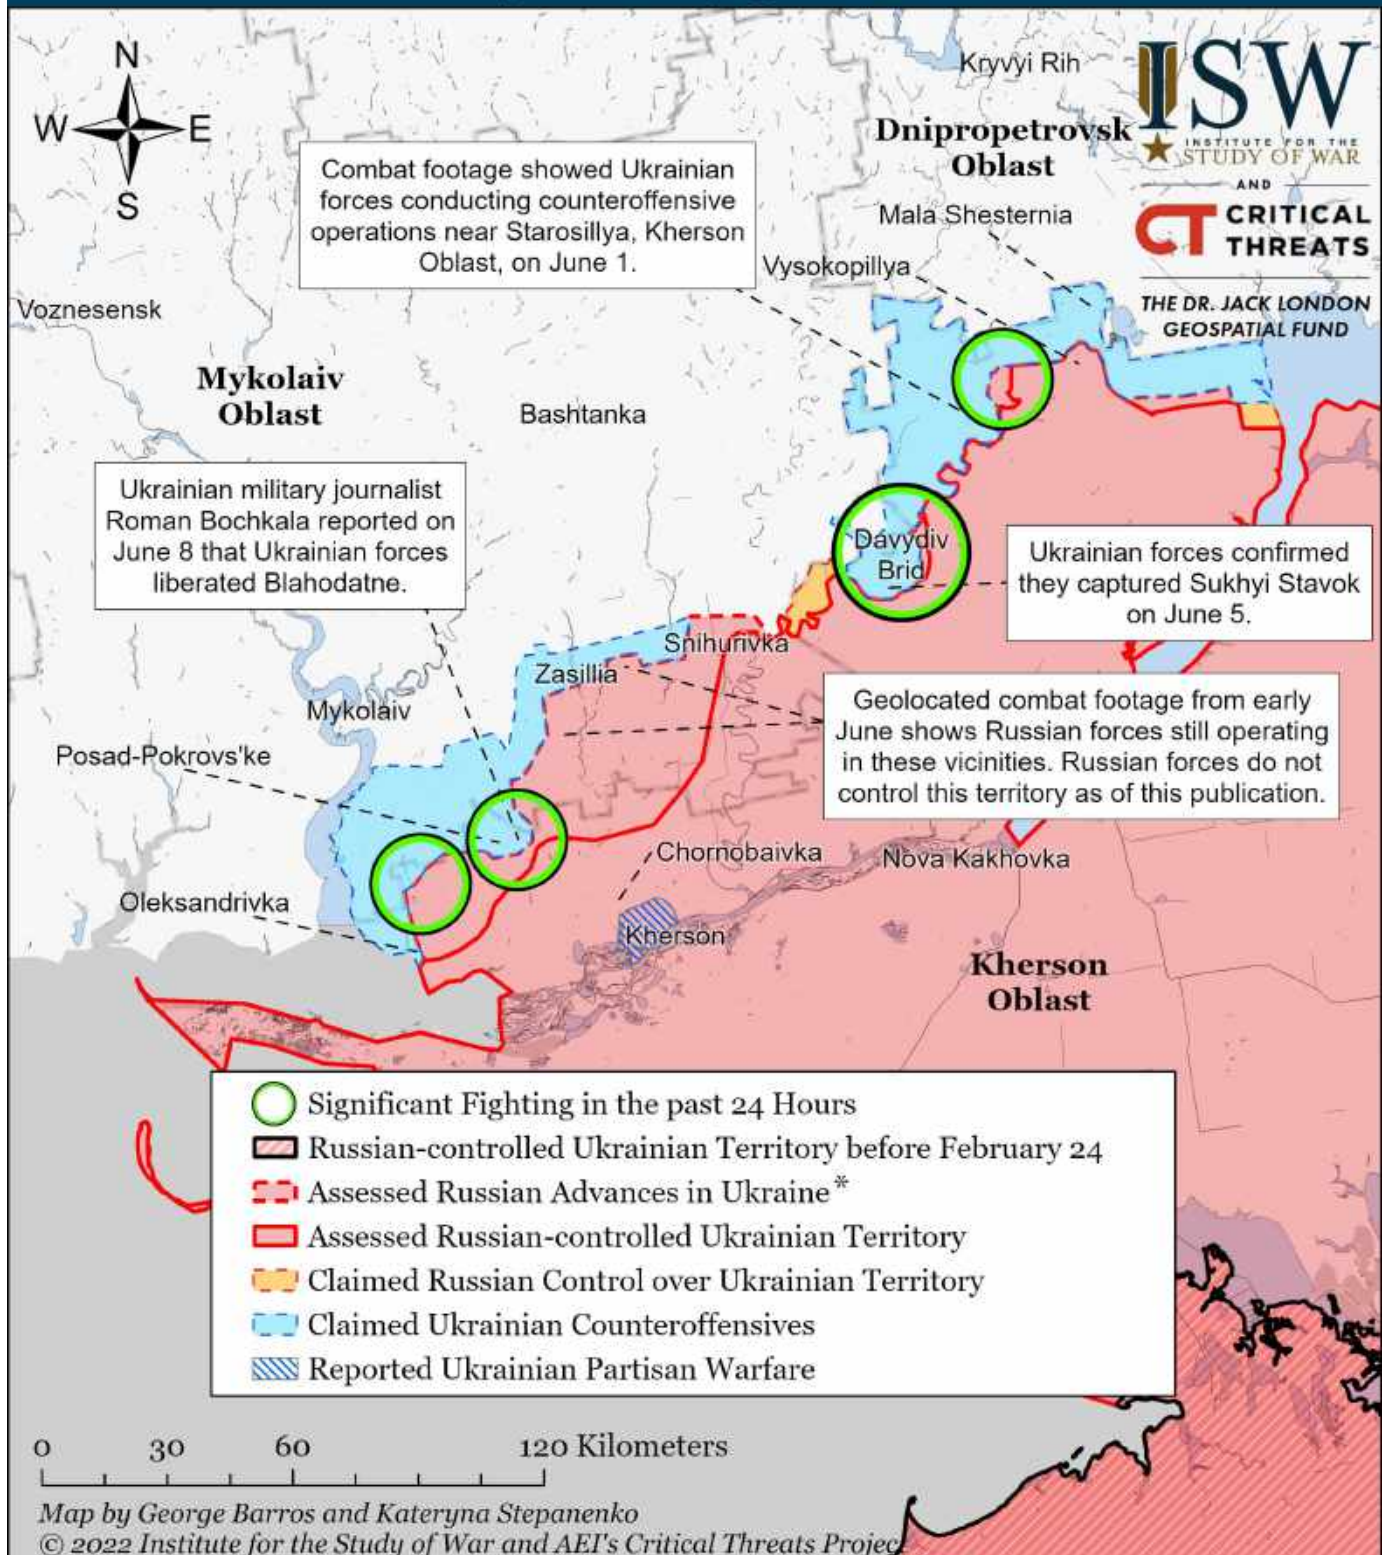 N
W E
S
Kryvyi Rih
ISW
INSTITUTE FOR THE
STUDY OF WAR
AND
CT CRITICAL
THREATS
THE DR. JACK LONDON
GEOSPATIAL FUND
Dnipropetrovsk
Oblast
Combat footage showed Ukrainian
forces conducting counteroffensive
operations near Starosillya, Kherson
Oblast, on June 1.
Mala Shesternia
Vysokopillya
Voznesensk
Mykolaiv
Oblast
Bashtanka
Ukrainian military journalist
Roman Bochkala reported on
June 8 that Ukrainian forces
liberated Blahodatne.
Davydiv
Brid
Ukrainian forces confirmed
they captured Sukhyi Stavok
on June 5.
Snihurivka
Zasillia
Mykolaiv
Geolocated combat footage from early
June shows Russian forces still operating
in these vicinities. Russian forces do not
control this territory as of this publication.
Posad-Pokrovs'ke
Chornobaivka
Nova Kakhovka
Oleksandrivka
Kherson
Kherson
Oblast
Significant Fighting in the past 24 Hours
Russian-controlled Ukrainian Territory before February 24
Assessed Russian Advances in Ukraine*
Assessed Russian-controlled Ukrainian Territory
Claimed Russian Control over Ukrainian Territory
Claimed Ukrainian Counteroffensives
Reported Ukrainian Partisan Warfare
0 30 60 120 Kilometers
Map by George Barros and Kateryna Stepanenko
© 2022 Institute for the Study of War and AEI's Critical Threats Project